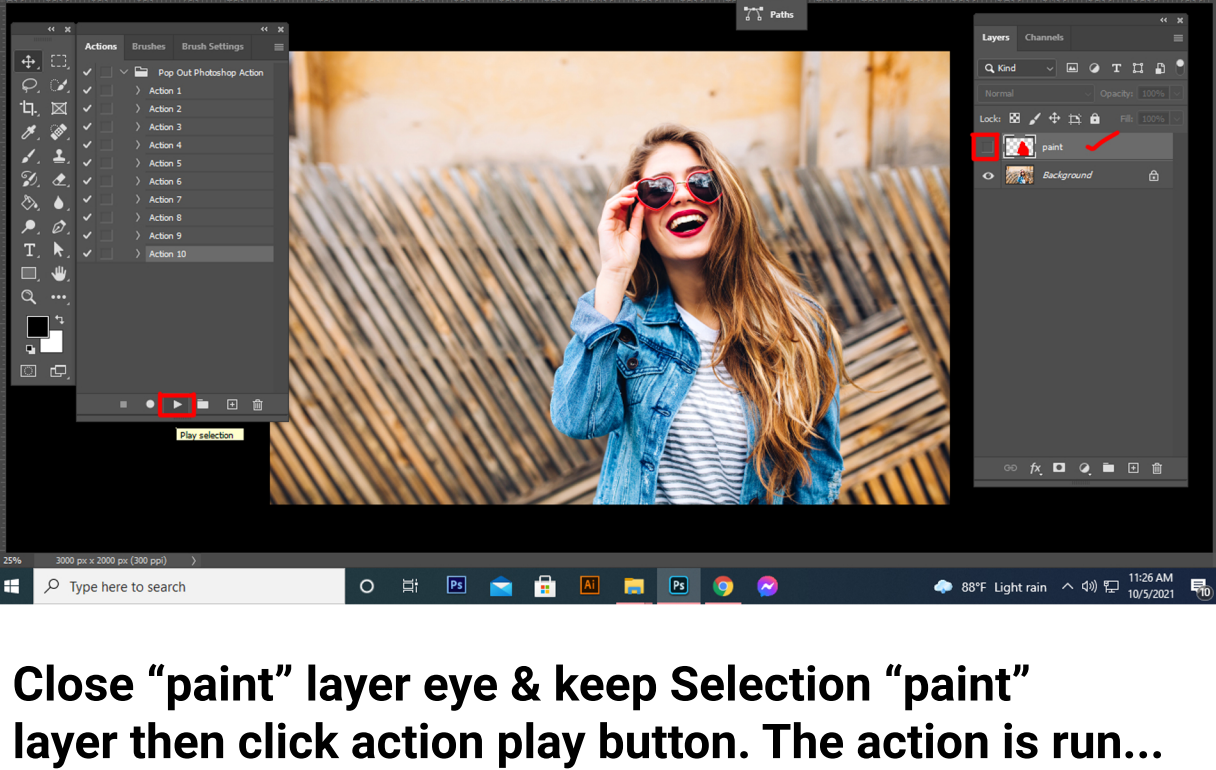 Paths
Actions
Brushes
Brush Settings
Pop Out Photoshop Action
Action 1
Action 2
Action 3
Action 4
Action 5
Action 6
Action 7
Action 8
Action 9
Action 10
Play selection
Layers
Channels
Kind
Normal
Opacity: 100%
Lock:
Fill: 100%
paint
Background
25%
3000 px x 2000 px (300 ppi)
Type here to search
Ps
Ai
Ps
88°F Light rain
11:26 AM
10/5/2021
10
Close “paint” layer eye & keep Selection “paint”
layer then click action play button. The action is run...